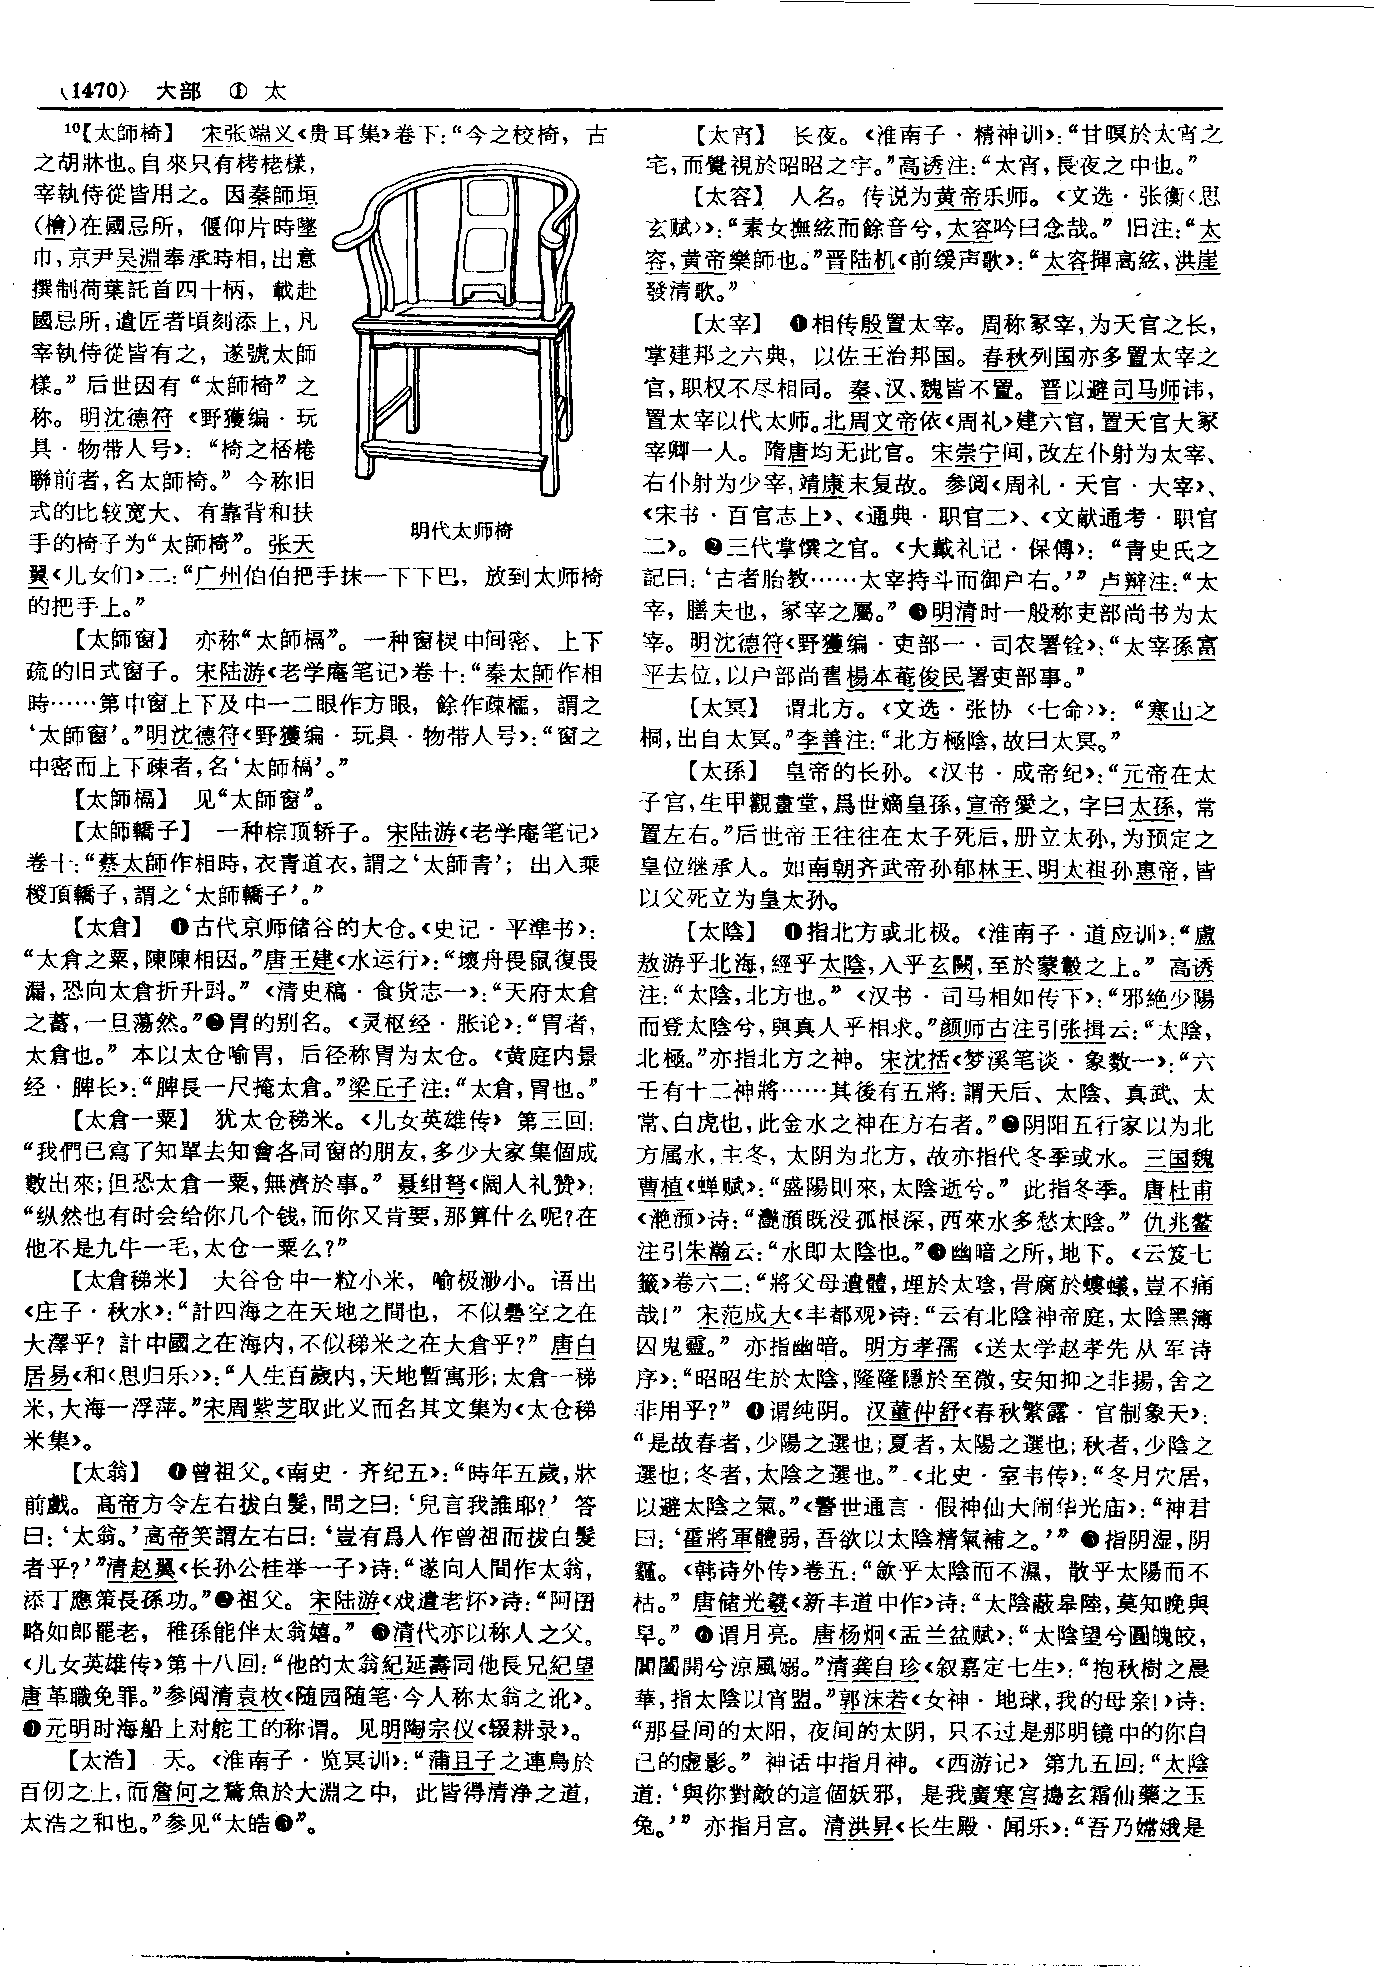 (1470) 大部 ① 太
¹⁰【太師椅】 宋张端义《贵耳集》卷下：“今之校椅，古
之胡牀也。自來只有栲栳樣，
宰執侍從皆用之。因秦師垣
(檜)在國忌所，偃仰片時墜
巾，京尹吴淵奉承時相，出意
撰制荷葉託首四十柄，載赴
國忌所，遣匠者頃刻添上，凡
宰執侍從皆有之，遂號太師
樣。”后世因有“太師椅”之
称。明沈德符《野獲编·玩
具·物带人号》：“椅之栝棬
聯前者，名太師椅。”今称旧
式的比较宽大、有靠背和扶
手的椅子为“太師椅”。张天
翼《儿女们》二：“广州伯伯把手抹一下下巴，放到太师椅
的把手上。”
明代太师椅
【太師窗】 亦称“太師槅”。一种窗棂中间密、上下
疏的旧式窗子。宋陆游《老学庵笔记》卷十：“秦太師作相
時……第中窗上下及中一二眼作方眼，餘作疎櫺，謂之
‘太師窗’。”明沈德符《野獲编·玩具·物带人号》：“窗之
中密而上下疎者，名‘太師槅’。”
【太師槅】 见“太師窗”。
【太師轎子】 一种棕顶轿子。宋陆游《老学庵笔记》
卷十：“蔡太師作相時，衣青道衣，謂之‘太師青’；出入乘
椶頂轎子，謂之‘太師轎子’。”
【太倉】 ❶古代京师储谷的大仓。《史记·平準书》：
“太倉之粟，陳陳相因。”唐王建《水运行》：“壞舟畏鼠復畏
漏，恐向太倉折升㪷。”《清史稿·食货志一》：“天府太倉
之蓄，一旦蕩然。”❷胃的别名。《灵枢经·胀论》：“胃者，
太倉也。”本以太仓喻胃，后径称胃为太仓。《黄庭内景
经·脾长》：“脾長一尺掩太倉。”梁丘子注：“太倉，胃也。”
【太倉一粟】 犹太仓稊米。《儿女英雄传》第三回：
“我們已寫了知單去知會各同窗的朋友，多少大家集個成
數出來；但恐太倉一粟，無濟於事。”聂绀弩《阔人礼赞》：
“纵然也有时会给你几个钱，而你又肯要，那算什么呢？在
他不是九牛一毛，太仓一粟么？”
【太倉稊米】 大谷仓中一粒小米，喻极渺小。语出
《庄子·秋水》：“計四海之在天地之間也，不似礨空之在
大澤乎？計中國之在海内，不似稊米之在大倉乎？”唐白
居易《和〈思归乐〉》：“人生百歲内，天地暫寓形；太倉一稊
米，大海一浮萍。”宋周紫芝取此义而名其文集为《太仓稊
米集》。
【太翁】 ❶曾祖父。《南史·齐纪五》：“時年五歲，牀
前戲。高帝方令左右拔白髮，問之曰：‘兒言我誰耶？’答
曰：‘太翁。’高帝笑謂左右曰：‘豈有爲人作曾祖而拔白髮
者乎？’”清赵翼《长孙公桂举一子》诗：“遂向人間作太翁，
添丁應策長孫功。”❷祖父。宋陆游《戏遣老怀》诗：“阿囝
略如郎罷老，稚孫能伴太翁嬉。”❸清代亦以称人之父。
《儿女英雄传》第十八回：“他的太翁紀延壽同他長兄紀望
唐革職免罪。”参阅清袁枚《随园随笔·今人称太翁之讹》。
❹元明时海船上对舵工的称谓。见明陶宗仪《辍耕录》。
【太浩】 天。《淮南子·览冥训》：“蒲且子之連鳥於
百仞之上，而詹何之鶩魚於大淵之中，此皆得清浄之道，
太浩之和也。”参见“太皓❸”。
【太宵】 长夜。《淮南子·精神训》：“甘瞑於太宵之
宅，而覺視於昭昭之宇。”高诱注：“太宵，長夜之中也。”
【太容】 人名。传说为黄帝乐师。《文选·张衡〈思
玄赋〉》：“素女撫絃而餘音兮，太容吟曰念哉。”旧注：“太
容，黄帝樂師也。”晋陆机《前缓声歌》：“太容揮高絃，洪崖
發清歌。”
【太宰】 ❶相传殷置太宰。周称冢宰，为天官之长，
掌建邦之六典，以佐王治邦国。春秋列国亦多置太宰之
官，职权不尽相同。秦、汉、魏皆不置。晋以避司马师讳，
置太宰以代太师。北周文帝依《周礼》建六官，置天官大冢
宰卿一人。隋唐均无此官。宋崇宁间，改左仆射为太宰、
右仆射为少宰，靖康末复故。参阅《周礼·天官·大宰》、
《宋书·百官志上》、《通典·职官二》、《文献通考·职官
二》。❷三代掌馔之官。《大戴礼记·保傅》：“青史氏之
記曰：‘古者胎教……太宰持斗而御户右。’”卢辩注：“太
宰，膳夫也，冢宰之屬。”❸明清时一般称吏部尚书为太
宰。明沈德符《野獲编·吏部一·司农署铨》：“太宰孫富
平去位，以户部尚書楊本菴俊民署吏部事。”
【太冥】 谓北方。《文选·张协〈七命〉》：“寒山之
桐，出自太冥。”李善注：“北方極陰，故曰太冥。”
【太孫】 皇帝的长孙。《汉书·成帝纪》：“元帝在太
子宫，生甲觀畫堂，爲世嫡皇孫，宣帝愛之，字曰太孫，常
置左右。”后世帝王往往在太子死后，册立太孙，为预定之
皇位继承人。如南朝齐武帝孙郁林王、明太祖孙惠帝，皆
以父死立为皇太孙。
【太陰】 ❶指北方或北极。《淮南子·道应训》：“盧
敖游乎北海，經乎太陰，入乎玄闕，至於蒙轂之上。”高诱
注：“太陰，北方也。”《汉书·司马相如传下》：“邪絶少陽
而登太陰兮，與真人乎相求。”颜师古注引张揖云：“太陰，
北極。”亦指北方之神。宋沈括《梦溪笔谈·象数一》：“六
壬有十二神將……其後有五將：謂天后、太陰、真武、太
常、白虎也，此金水之神在方右者。”❷阴阳五行家以为北
方属水，主冬，太阴为北方，故亦指代冬季或水。三国魏
曹植《蝉赋》：“盛陽則來，太陰逝兮。”此指冬季。唐杜甫
《滟滪》诗：“灩澦既没孤根深，西來水多愁太陰。”仇兆鳌
注引朱瀚云：“水即太陰也。”❸幽暗之所，地下。《云笈七
籤》卷六二：“將父母遺體，埋於太陰，骨腐於螻蟻，豈不痛
哉！”宋范成大《丰都观》诗：“云有北陰神帝庭，太陰黑簿
囚鬼靈。”亦指幽暗。明方孝孺《送太学赵孝先从军诗
序》：“昭昭生於太陰，隆隆隱於至微，安知抑之非揚，舍之
非用乎？”❹谓纯阴。汉董仲舒《春秋繁露·官制象天》：
“是故春者，少陽之選也；夏者，太陽之選也；秋者，少陰之
選也；冬者，太陰之選也。”《北史·室韦传》：“冬月穴居，
以避太陰之氣。”《警世通言·假神仙大闹华光庙》：“神君
曰：‘霍將軍體弱，吾欲以太陰精氣補之。’”❺指阴湿，阴
霾。《韩诗外传》卷五：“歙乎太陰而不濕，散乎太陽而不
枯。”唐储光羲《新丰道中作》诗：“太陰蔽皋陸，莫知晚與
早。”❻谓月亮。唐杨炯《盂兰盆赋》：“太陰望兮圓魄皎，
閶闔開兮涼風嫋。”清龚自珍《叙嘉定七生》：“抱秋樹之晨
華，指太陰以宵盟。”郭沫若《女神·地球，我的母亲！》诗：
“那昼间的太阳，夜间的太阴，只不过是那明镜中的你自
己的虚影。”神话中指月神。《西游记》第九五回：“太陰
道：‘與你對敵的這個妖邪，是我廣寒宫搗玄霜仙藥之玉
兔。’”亦指月宫。清洪昇《长生殿·闻乐》：“吾乃嫦娥是